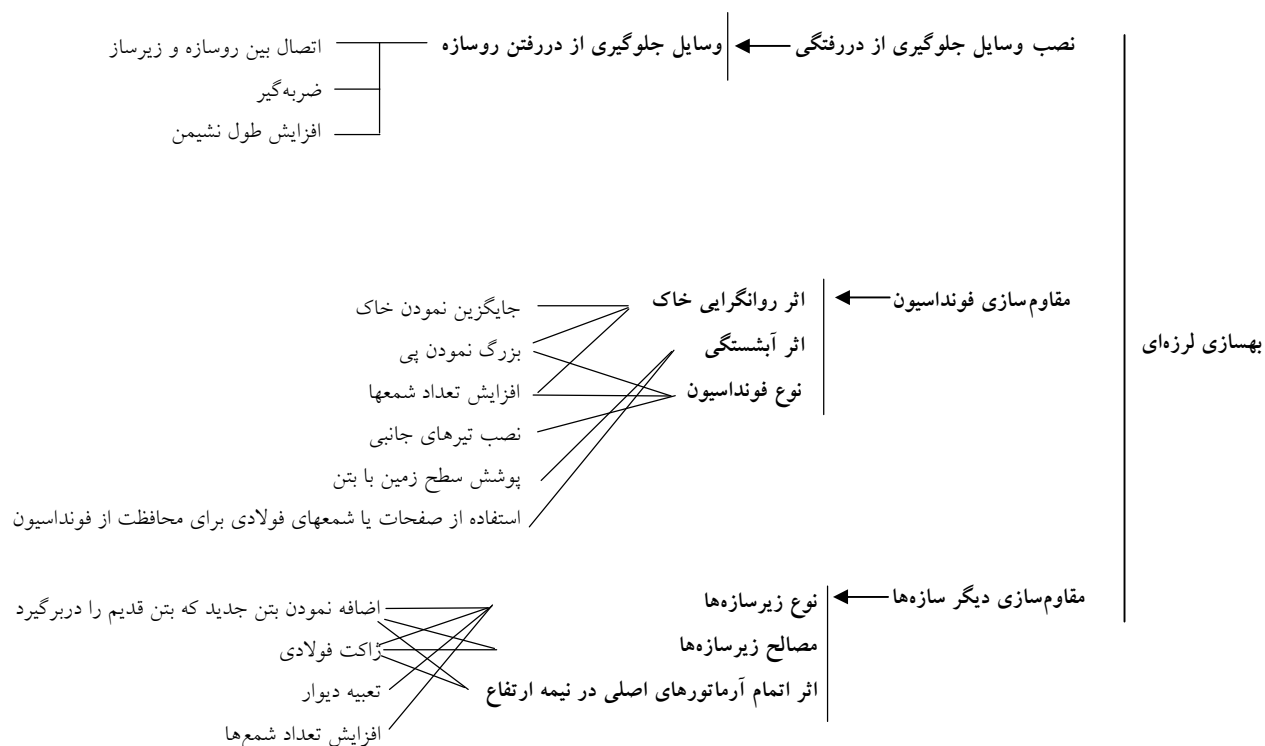 نصب وسایل جلوگیری از دررفتگی
وسایل جلوگیری از دررفتن روسازه
اتصال بین روسازه و زیرساز
ضربه‌گیر
افزایش طول نشیمن
بهسازی لرزه‌ای
مقاوم‌سازی فونداسیون
اثر روانگرایی خاک
اثر آبشستگی
نوع فونداسیون
جایگزین نمودن خاک
بزرگ نمودن پی
افزایش تعداد شمعها
نصب تیرهای جانبی
پوشش سطح زمین با بتن
استفاده از صفحات یا شمعهای فولادی برای محافظت از فونداسیون
مقاوم‌سازی دیگر سازه‌ها
نوع زیرسازه‌ها
مصالح زیرسازه‌ها
اثر اتمام آرماتورهای اصلی در نیمه ارتفاع
اضافه نمودن بتن جدید که بتن قدیم را دربرگیرد
ژاکت فولادی
تعبیه دیوار
افزایش تعداد شمع‌ها